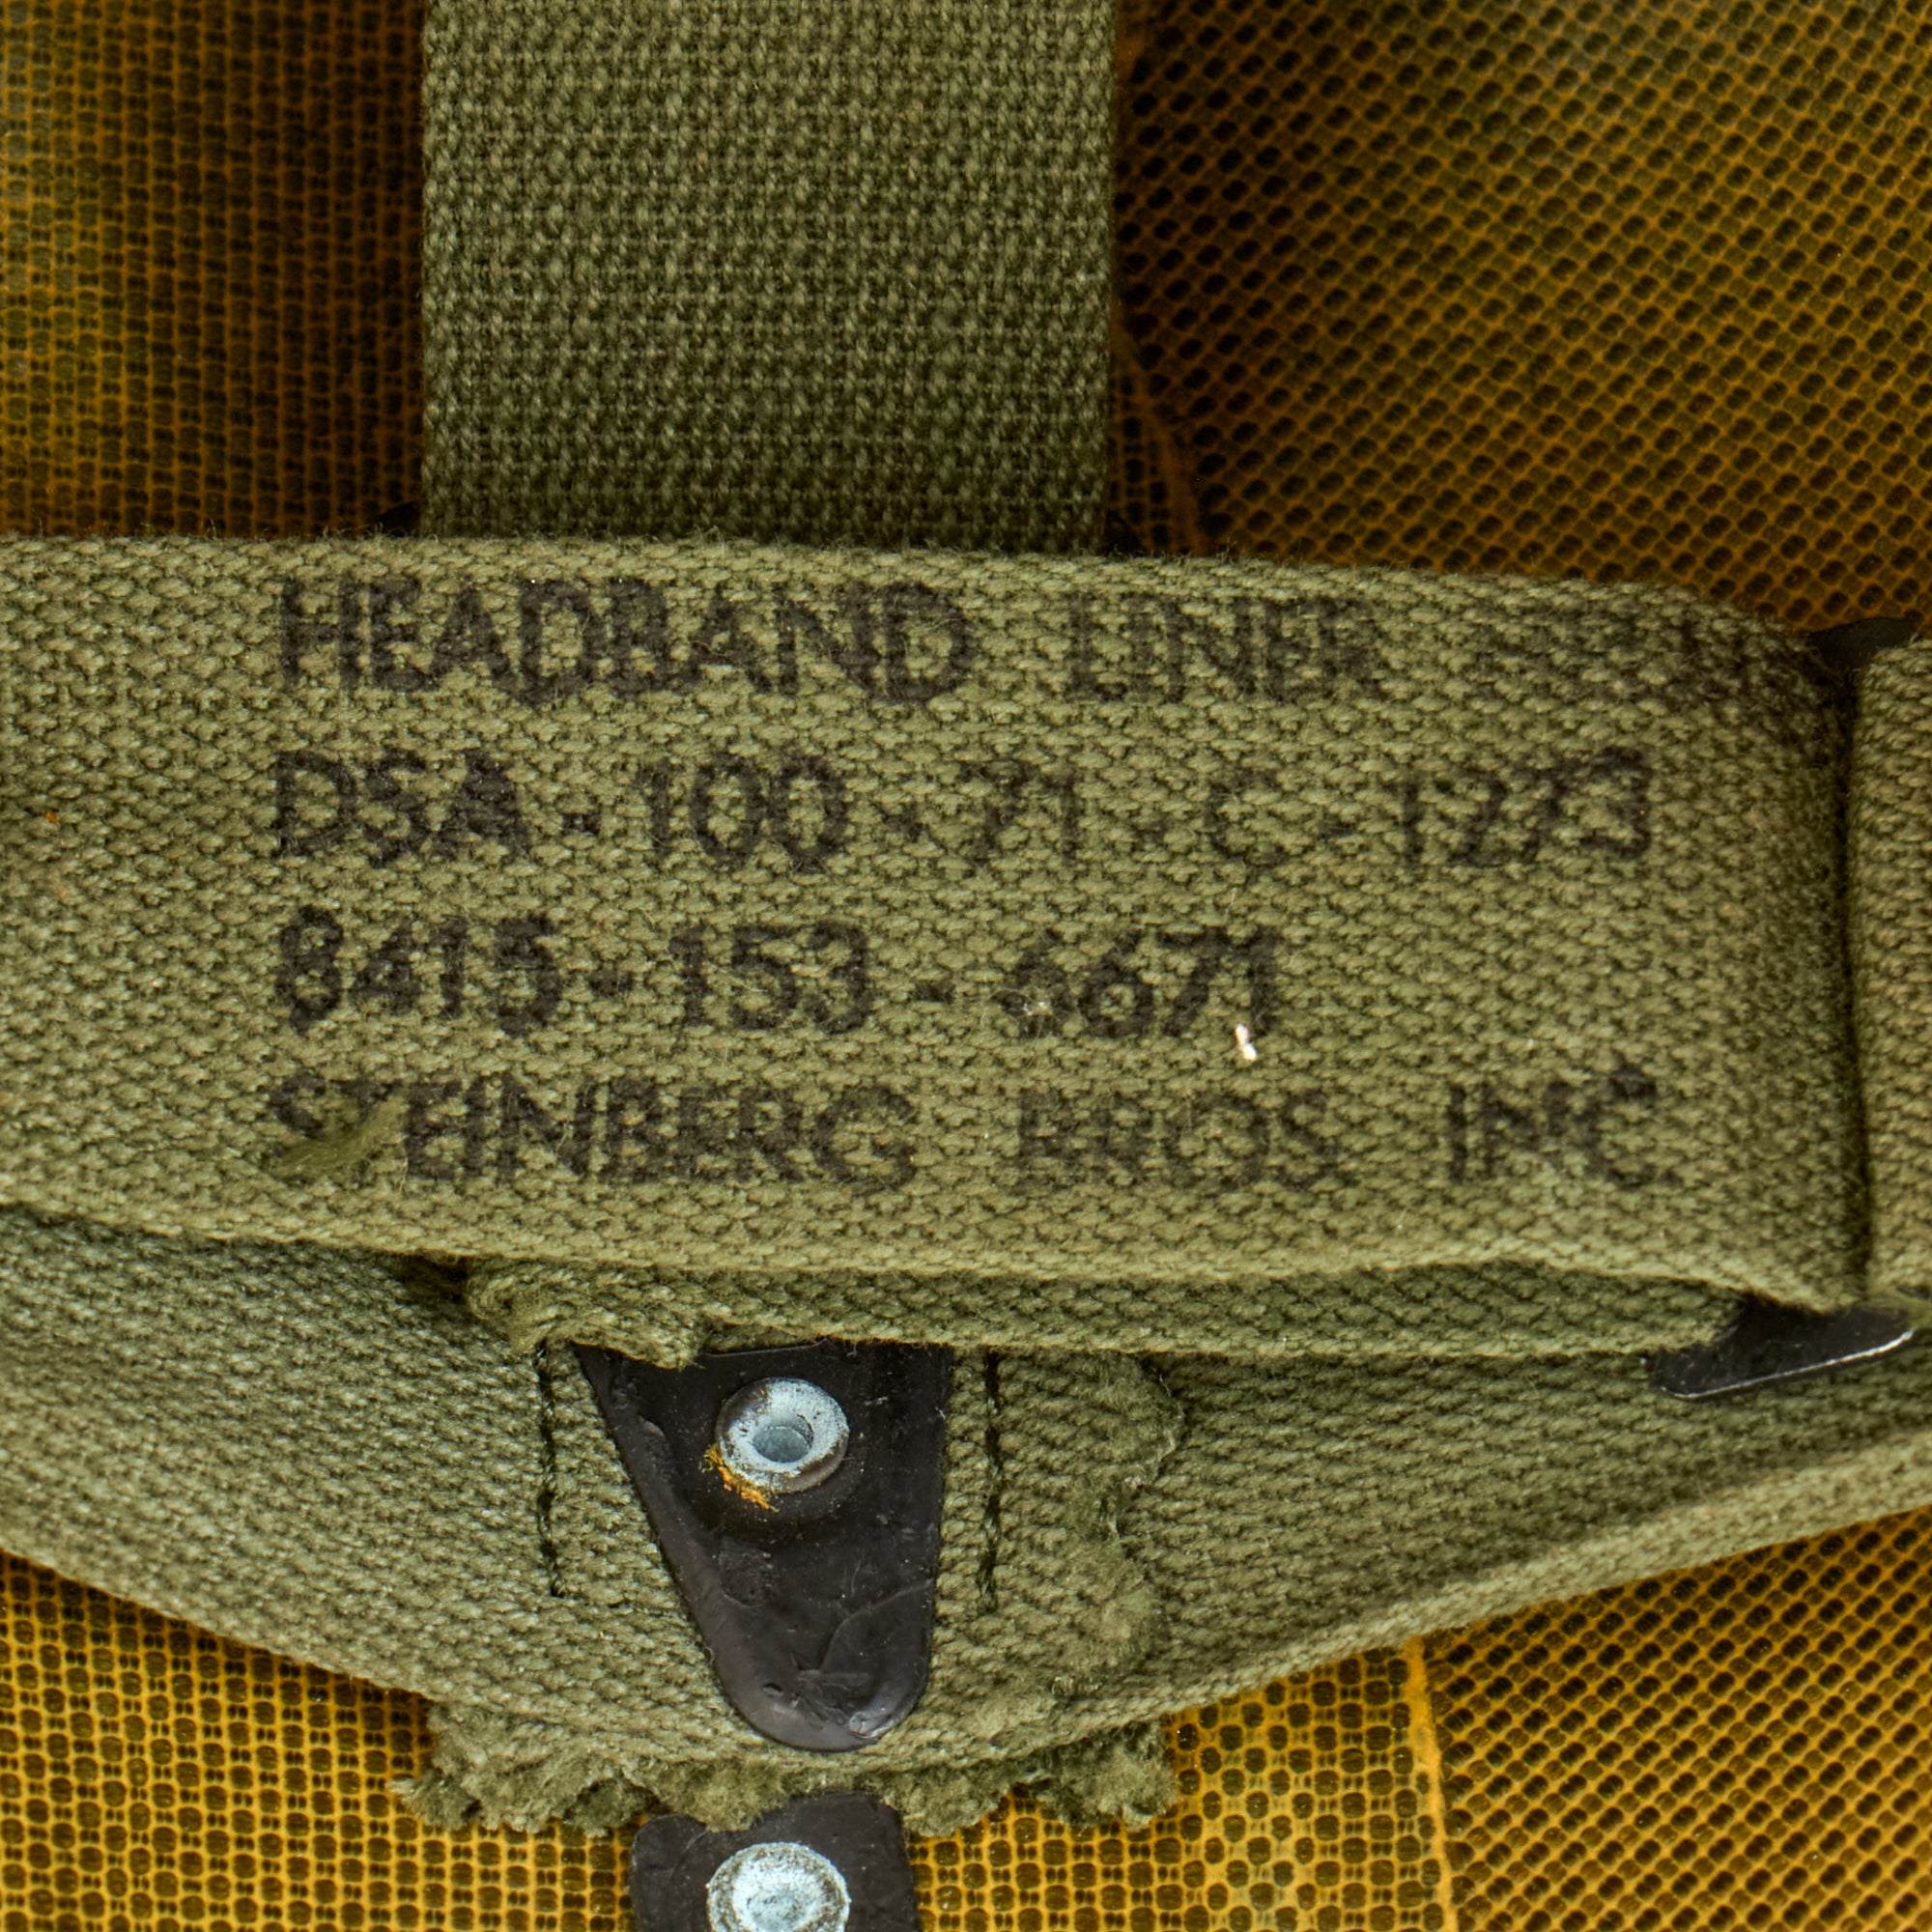 HEADBAND LINER
DSA-100-71-C-1273
8415-153-6671
STEINBERG BROS INC.